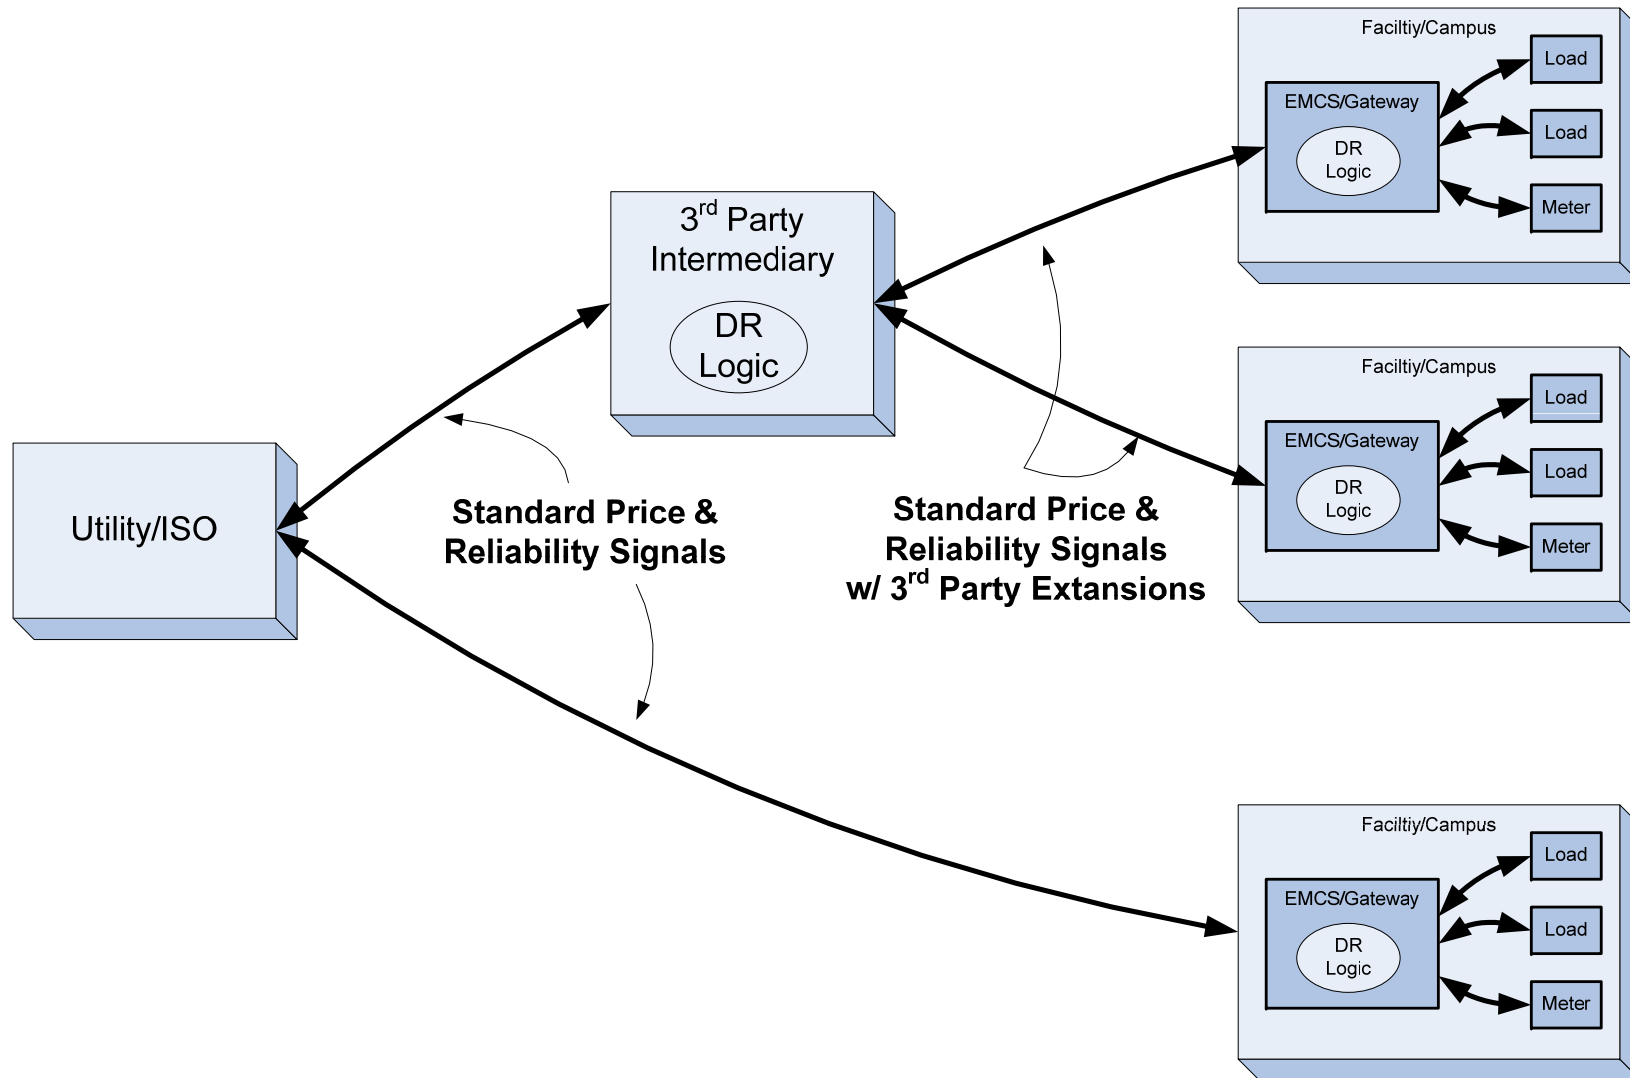 Faciltiy/Campus
Load
EMCS/Gateway
DR
Logic
Load
Meter
3rd Party
Intermediary
DR
Logic
Faciltiy/Campus
Load
EMCS/Gateway
DR
Logic
Load
Meter
Utility/ISO
Standard Price &
Reliability Signals
Standard Price &
Reliability Signals
w/ 3rd Party Extansions
Faciltiy/Campus
Load
EMCS/Gateway
DR
Logic
Load
Meter